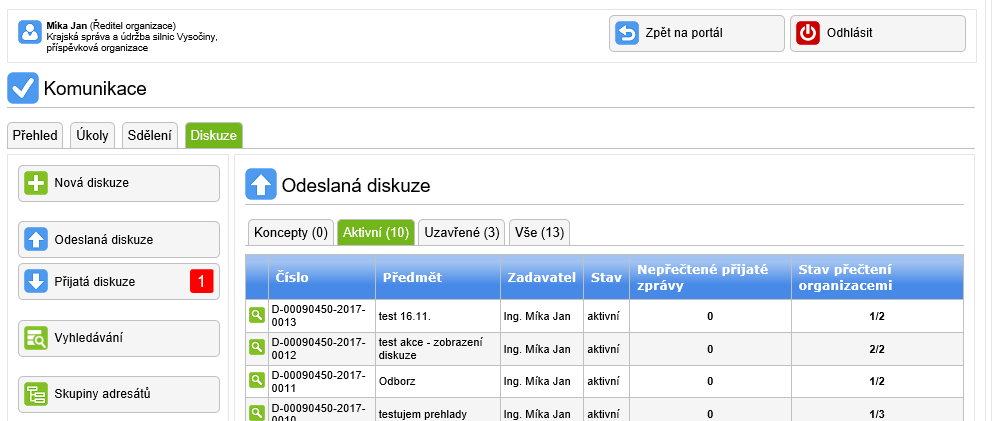 Míka Jan (Ředitel organizace)
Krajská správa a údržba silnic Vysočiny,
příspěvková organizace
Zpět na portál
Odhlásit
Komunikace
Přehled
Úkoly
Sdělení
Diskuze
Nová diskuze
Odeslaná diskuze
Přijatá diskuze 1
Vyhledávání
Skupiny adresátů
Odeslaná diskuze
Koncepty (0)
Aktivní (10)
Uzavřené (3)
Vše (13)
Číslo
Předmět
Zadavatel
Stav
Nepřečtené přijaté
zprávy
Stav přečtení
organizacemi
D-00090450-2017-
0013
test 16.11.
Ing. Míka Jan
aktivní
0
1/2
D-00090450-2017-
0012
test akce - zobrazení
diskuze
Ing. Míka Jan
aktivní
0
2/2
D-00090450-2017-
0011
Odborz
Ing. Míka Jan
aktivní
0
1/2
D-00090450-2017-
0010
testujem prehlady
Ing. Míka Jan
aktivní
0
1/3